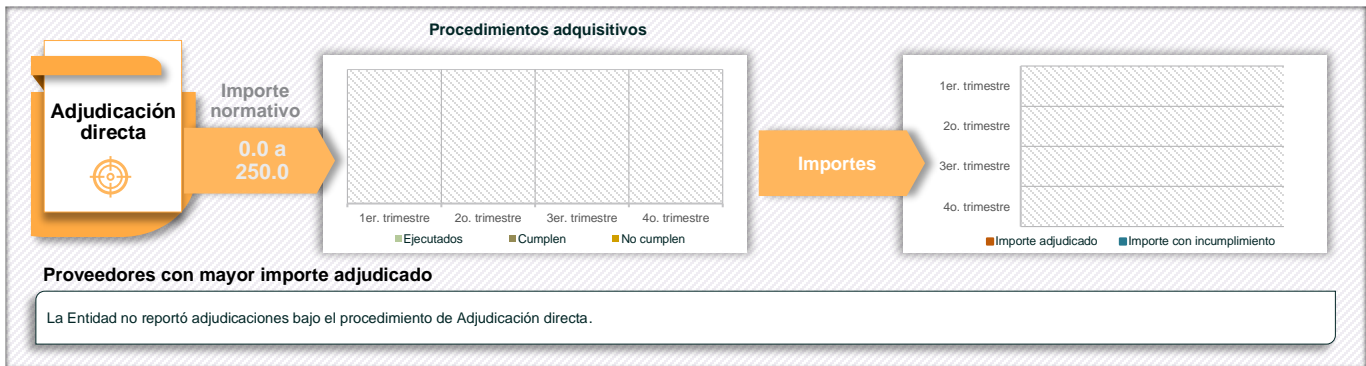 Procedimientos adquisitivos
Adjudicación
directa
Importe
normativo
0.0 a
250.0
1er. trimestre
2o. trimestre
3er. trimestre
4o. trimestre
Ejecutados
Cumplen
No cumplen
Importes
1er. trimestre
2o. trimestre
3er. trimestre
4o. trimestre
Importe adjudicado
Importe con incumplimiento
Proveedores con mayor importe adjudicado
La Entidad no reportó adjudicaciones bajo el procedimiento de Adjudicación directa.